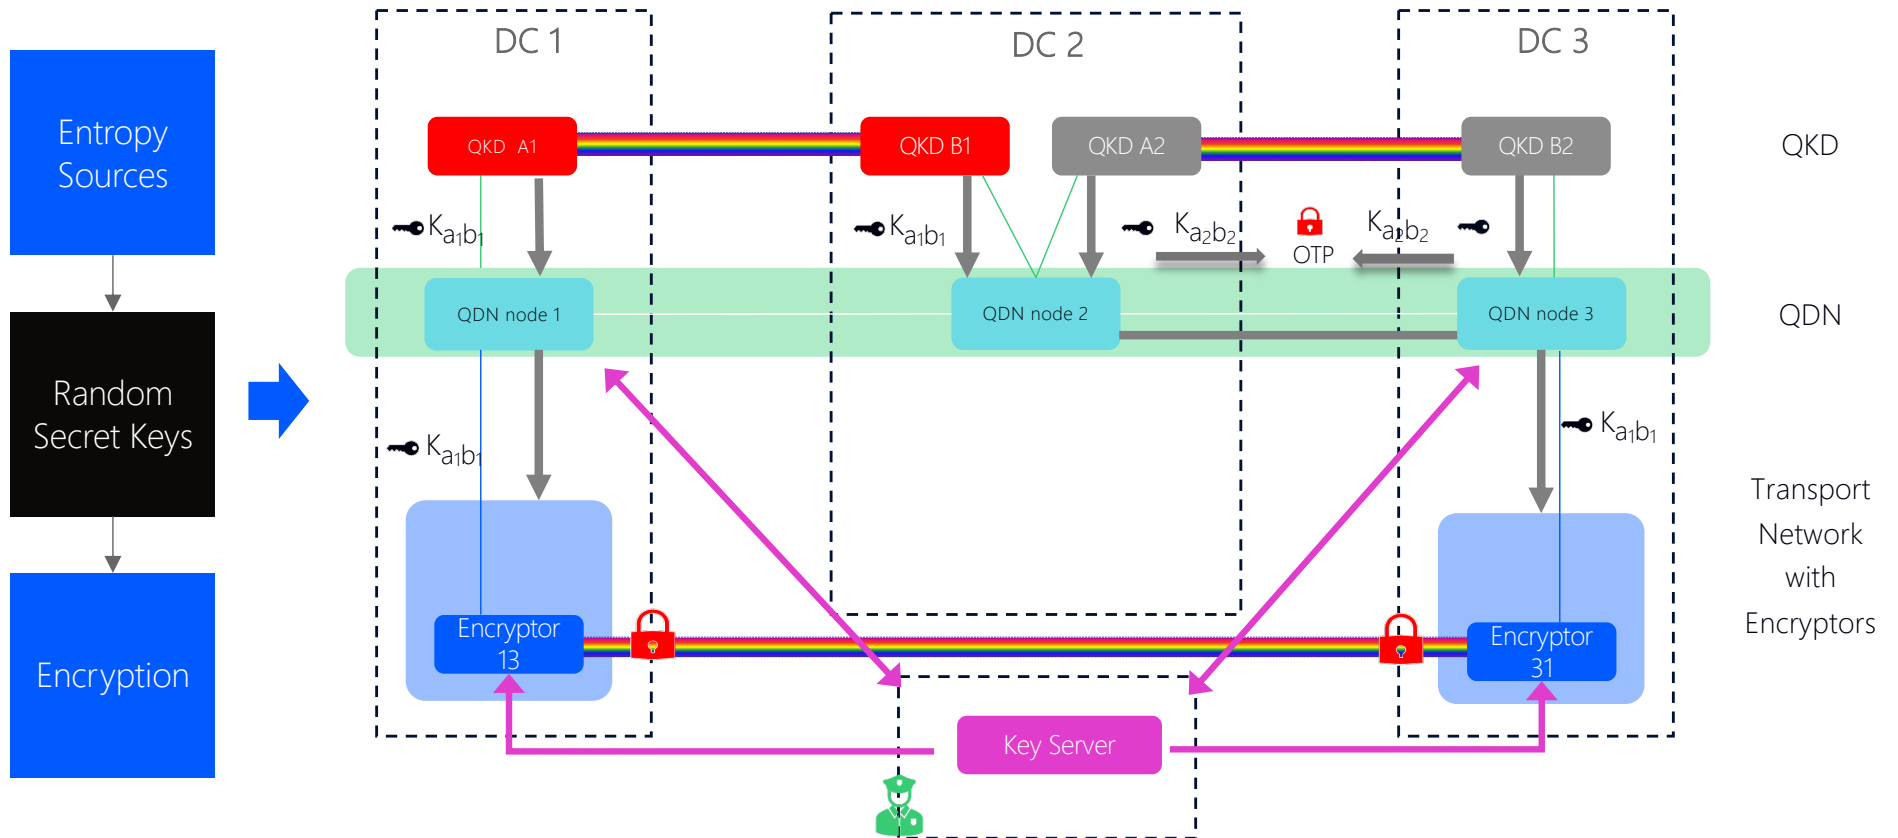 DC 1
DC 2
DC 3
Entropy
Sources
QKD A1
QKD B1
QKD A2
QKD B2
QKD
Ka₁b₁
Ka₁b₁
Ka₂b₂
OTP
Ka₂b₂
QDN node 1
QDN node 2
QDN node 3
QDN
Random
Secret Keys
Ka₁b₁
Ka₁b₁
Transport
Network
with
Encryptors
Encryptor
13
Encryptor
31
Encryption
Key Server